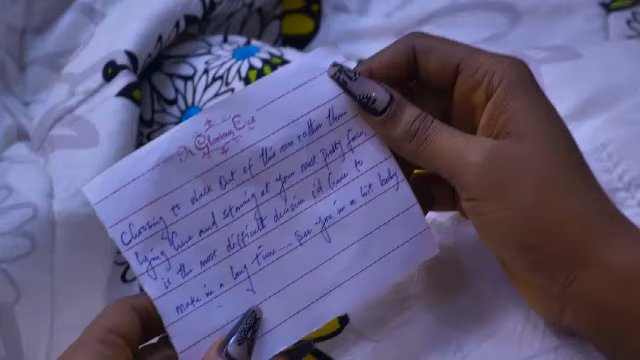 Glorious E
Choosing to walk out of this room rather than
lying here and staring at your most pretty face,
is the most difficult decision i'd have to
make in a long time.... See you in a bit baby